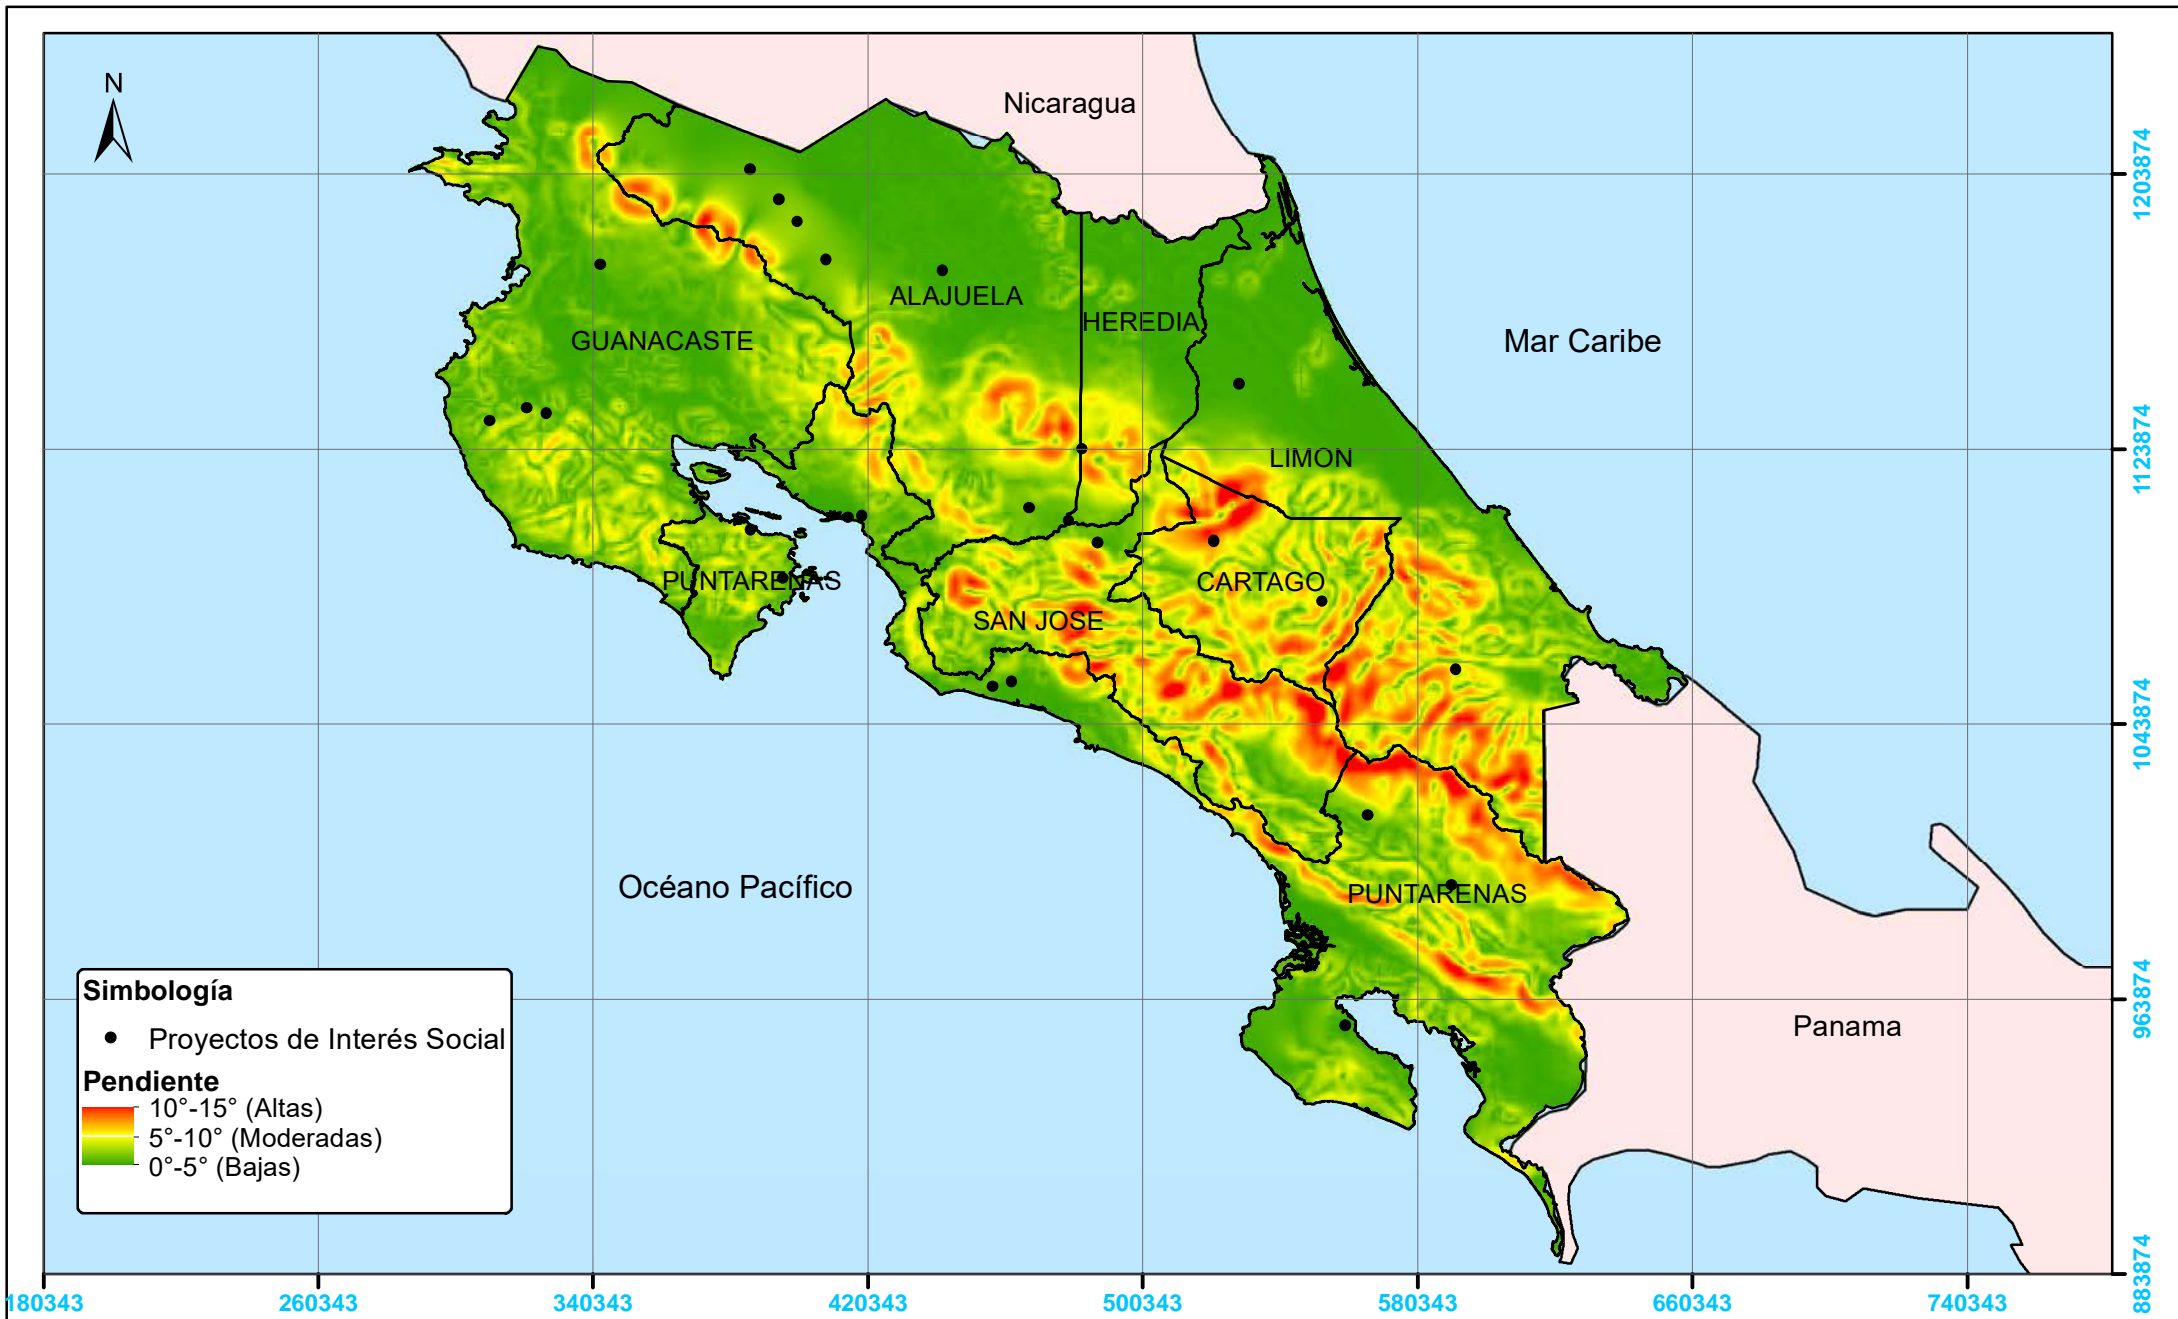 N
Nicaragua
ALAJUELA
HEREDIA
GUANACASTE
Mar Caribe
LIMON
PUNTARENAS
CARTAGO
SAN JOSE
Océano Pacífico
PUNTARENAS
Panama
Simbología
Proyectos de Interés Social
Pendiente
10°-15° (Altas)
5°-10° (Moderadas)
0°-5° (Bajas)
1203874
1123874
1043874
963874
883874
180343
260343
340343
420343
500343
580343
660343
740343